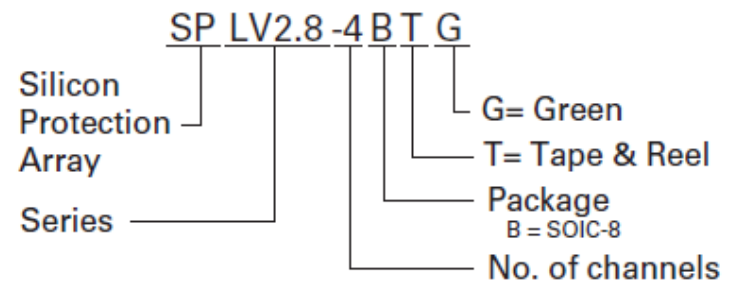 SP LV2.8 -4 B T G
Silicon
Protection
Array
Series
G= Green
T= Tape & Reel
Package
B = SOIC-8
No. of channels